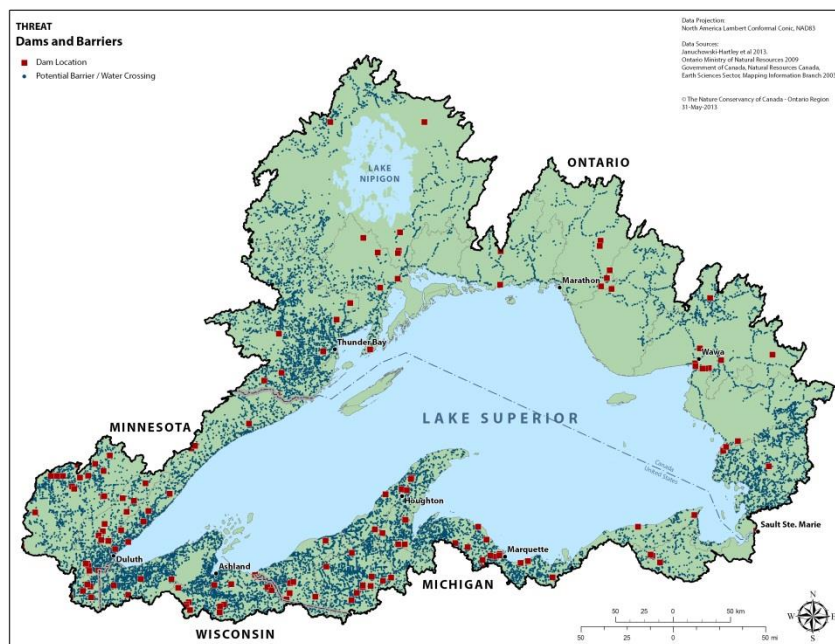 THREAT
Dams and Barriers
Dam Location
Potential Barrier / Water Crossing
Data Projection:
North America Lambert Conformal Conic, NAD83
Data Sources:
Januchowski-Hartley et al 2013.
Ontario Ministry of Natural Resources 2009
Government of Canada, Natural Resources Canada,
Earth Sciences Sector, Mapping Information Branch 2003
© The Nature Conservancy of Canada - Ontario Region
31-May-2013
ONTARIO
LAKE
NIPIGON
Marathon
Thunder Bay
Wawa
MINNESOTA
LAKE SUPERIOR
Canada
United States
Houghton
Sault Ste. Marie
Duluth
Marquette
Ashland
MICHIGAN
WISCONSIN
N
W E
S
50 25 0 50 km
50 25 0 50 mi